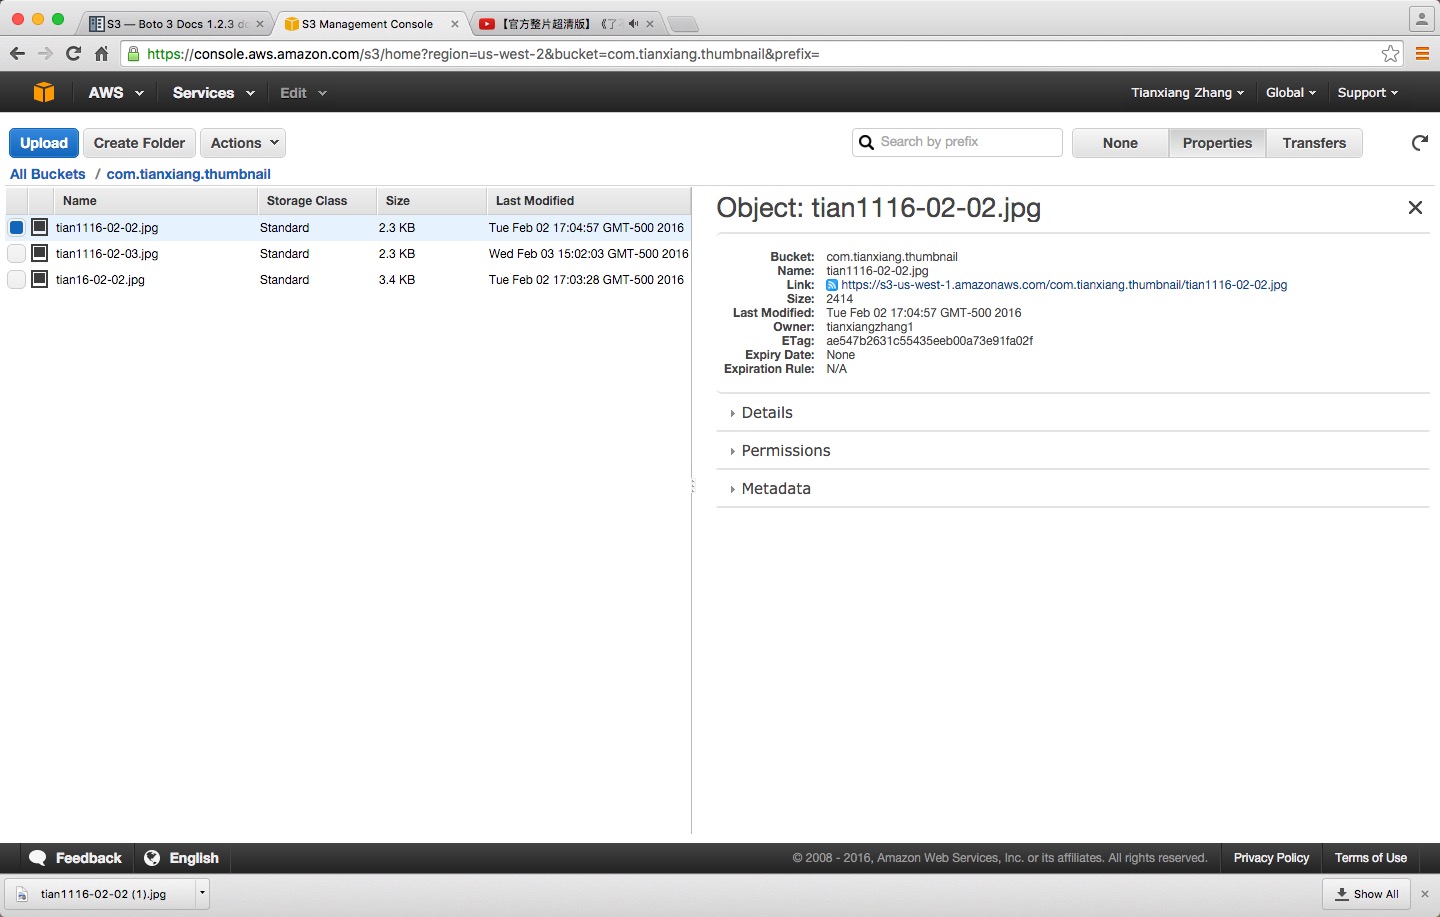 S3 — Boto 3 Docs 1.2.3 do
S3 Management Console
【官方整片超清版】《了
https://console.aws.amazon.com/s3/home?region=us-west-2&bucket=com.tianxiang.thumbnail&prefix=
AWS Services Edit Tianxiang Zhang Global Support
Upload Create Folder Actions Search by prefix None Properties Transfers
All Buckets / com.tianxiang.thumbnail
Name Storage Class Size Last Modified
tian1116-02-02.jpg Standard 2.3 KB Tue Feb 02 17:04:57 GMT-500 2016
tian1116-02-03.jpg Standard 2.3 KB Wed Feb 03 15:02:03 GMT-500 2016
tian16-02-02.jpg Standard 3.4 KB Tue Feb 02 17:03:28 GMT-500 2016
Object: tian1116-02-02.jpg
Bucket: com.tianxiang.thumbnail
Name: tian1116-02-02.jpg
Link: https://s3-us-west-1.amazonaws.com/com.tianxiang.thumbnail/tian1116-02-02.jpg
Size: 2414
Last Modified: Tue Feb 02 17:04:57 GMT-500 2016
Owner: tianxiangzhang1
ETag: ae547b2631c55435eeb00a73e91fa02f
Expiry Date: None
Expiration Rule: N/A
Details
Permissions
Metadata
Feedback English © 2008 - 2016, Amazon Web Services, Inc. or its affiliates. All rights reserved. Privacy Policy Terms of Use
tian1116-02-02 (1).jpg Show All